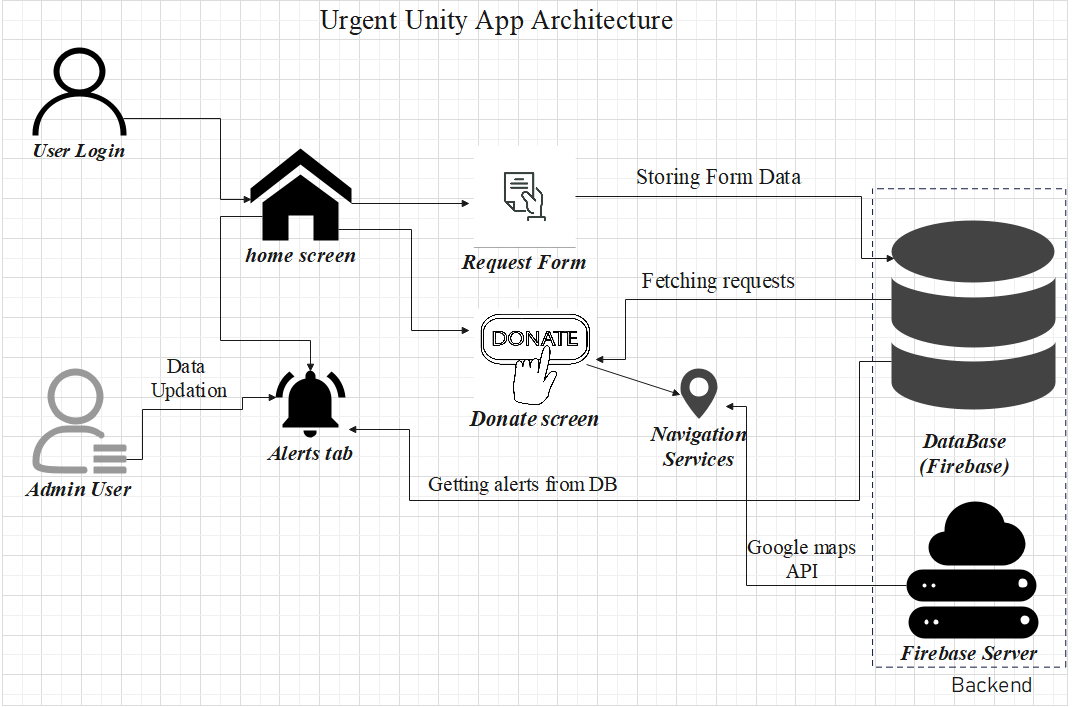 Urgent Unity App Architecture
User Login
home screen
Storing Form Data
Request Form
Fetching requests
DONATE
Data
Updation
Donate screen
Alerts tab
Navigation
Services
DataBase
(Firebase)
Admin User
Getting alerts from DB
Google maps
API
Firebase Server
Backend